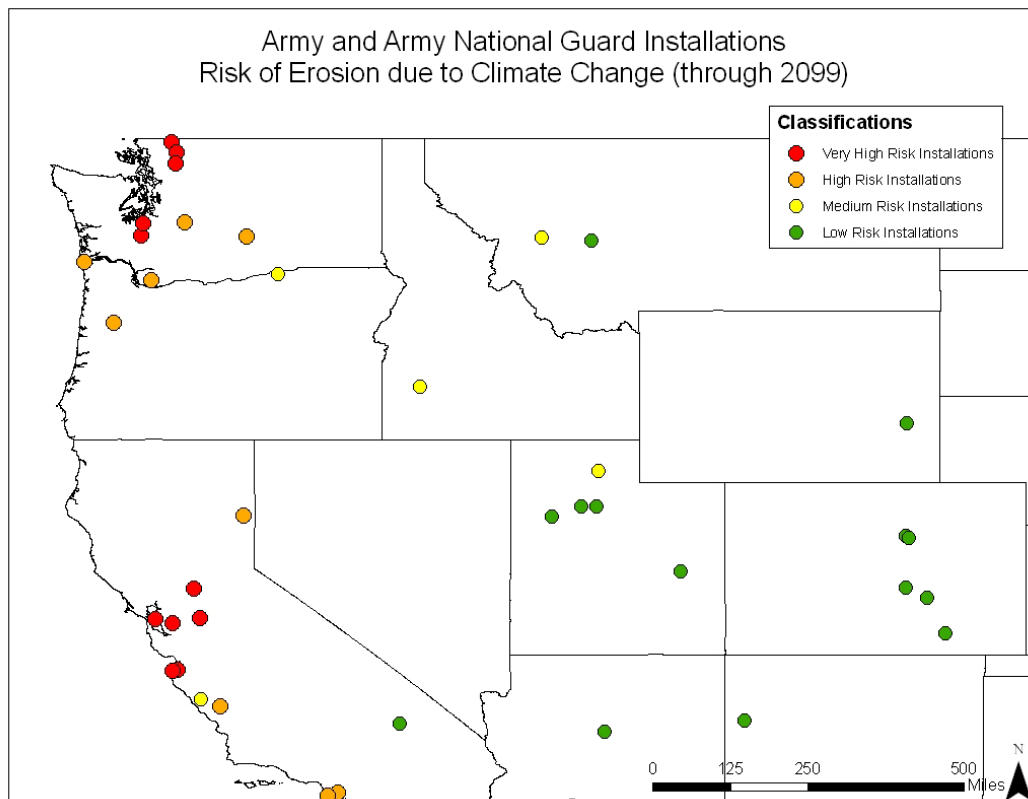 Army and Army National Guard Installations
Risk of Erosion due to Climate Change (through 2099)
Classifications
Very High Risk Installations
High Risk Installations
Medium Risk Installations
Low Risk Installations
N
0 125 250 500
Miles